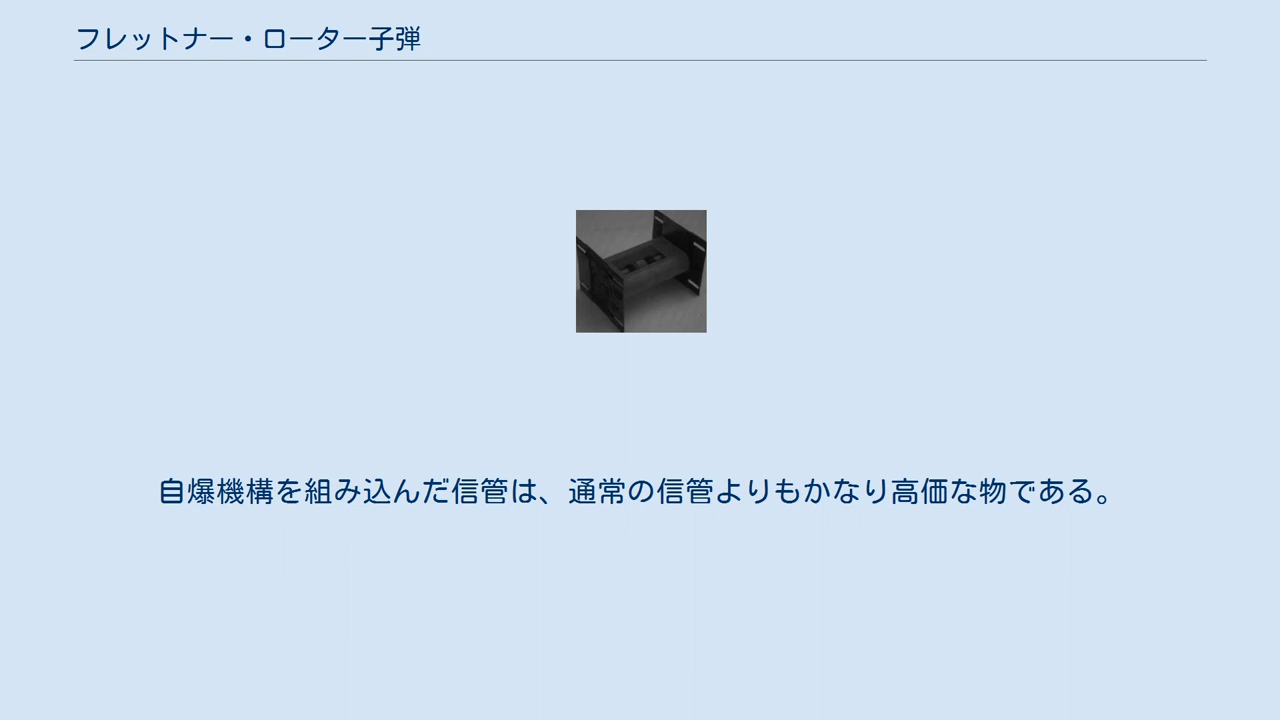 フレットナー・ローター子弾
自爆機構を組み込んだ信管は、通常の信管よりもかなり高価な物である。